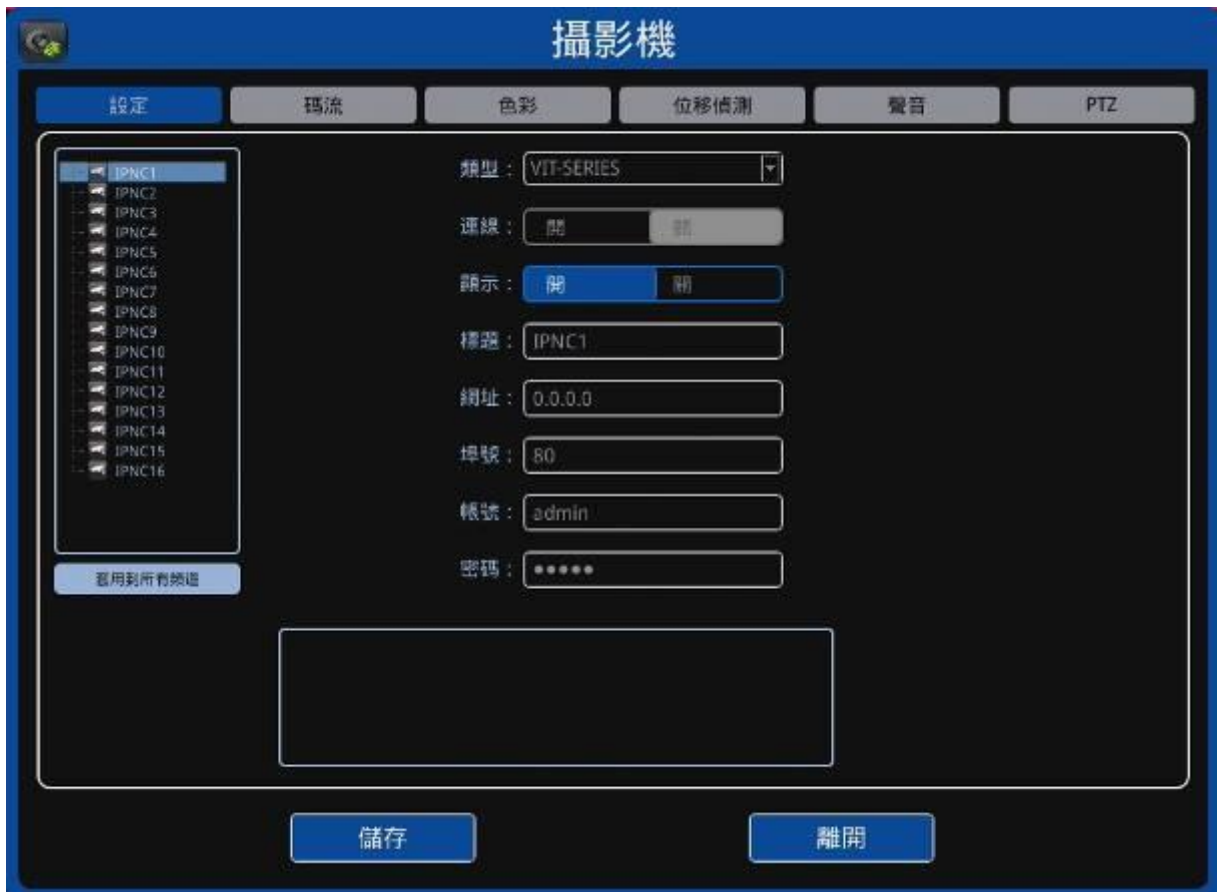 攝影機
設定 碼流 色彩 位移偵測 聲音 PTZ
IPNC1
IPNC2
IPNC3
IPNC4
IPNC5
IPNC6
IPNC7
IPNC8
IPNC9
IPNC10
IPNC11
IPNC12
IPNC13
IPNC14
IPNC15
IPNC16
套用到所有頻道
類型: VIT-SERIES
連線: 開 關
顯示: 開 關
標題: IPNC1
網址: 0.0.0.0
埠號: 80
帳號: admin
密碼: •••••
儲存 離開